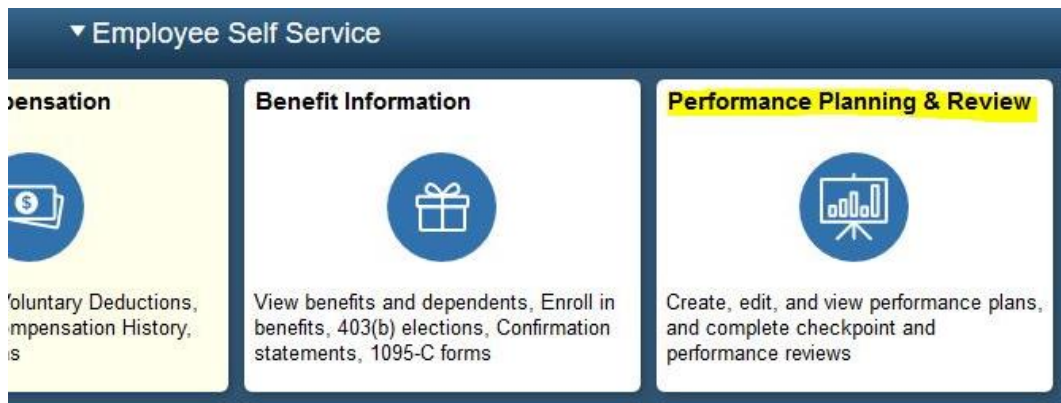 Employee Self Service
pensation
Voluntary Deductions,
ompensation History,
s
Benefit Information
View benefits and dependents, Enroll in
benefits, 403(b) elections, Confirmation
statements, 1095-C forms
Performance Planning & Review
Create, edit, and view performance plans,
and complete checkpoint and
performance reviews